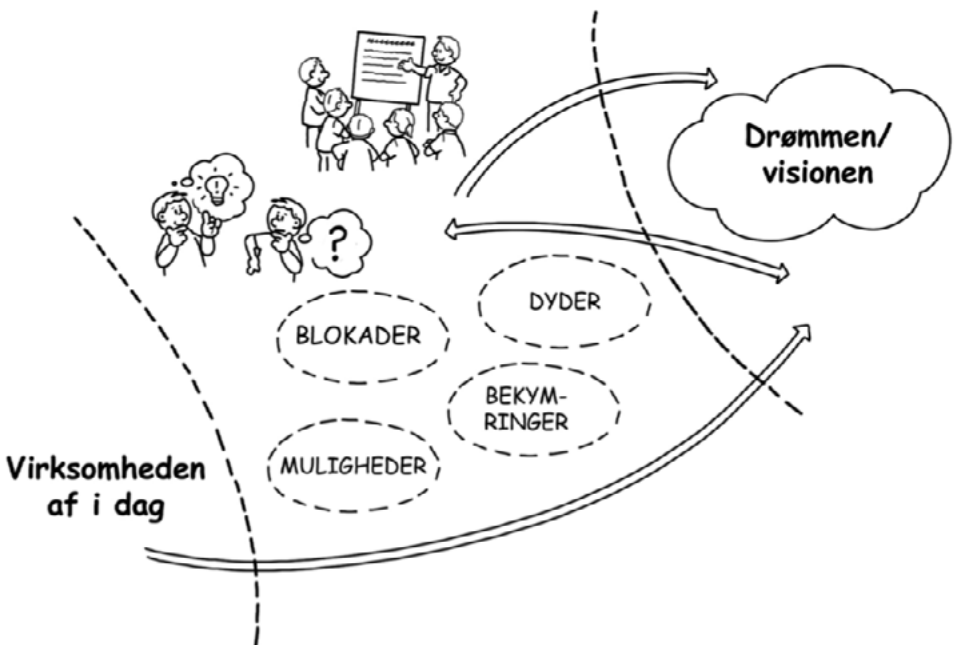 Drømmen/
visionen
?
DYDER
BLOKADER
BEKYM-
RINGER
MULIGHEDER
Virksomheden
af i dag